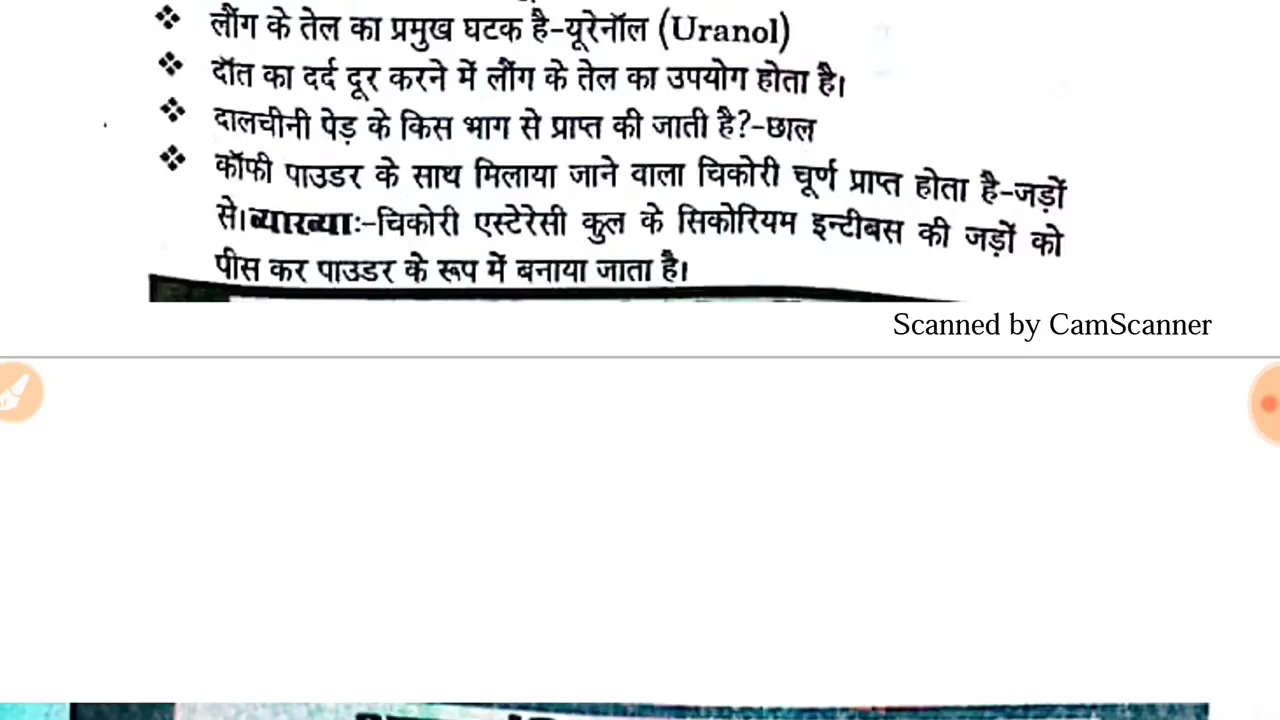 ❖ लौंग के तेल का प्रमुख घटक है-यूरेनॉल (Uranol)
❖ दाँत का दर्द दूर करने में लौंग के तेल का उपयोग होता है।
❖ दालचीनी पेड़ के किस भाग से प्राप्त की जाती है?-छाल
❖ कॉफी पाउडर के साथ मिलाया जाने वाला चिकोरी चूर्ण प्राप्त होता है-जड़ों
से।व्याख्याः-चिकोरी एस्टेरेसी कुल के सिकोरियम इन्टीबस की जड़ों को
पीस कर पाउडर के रूप में बनाया जाता है।
Scanned by CamScanner